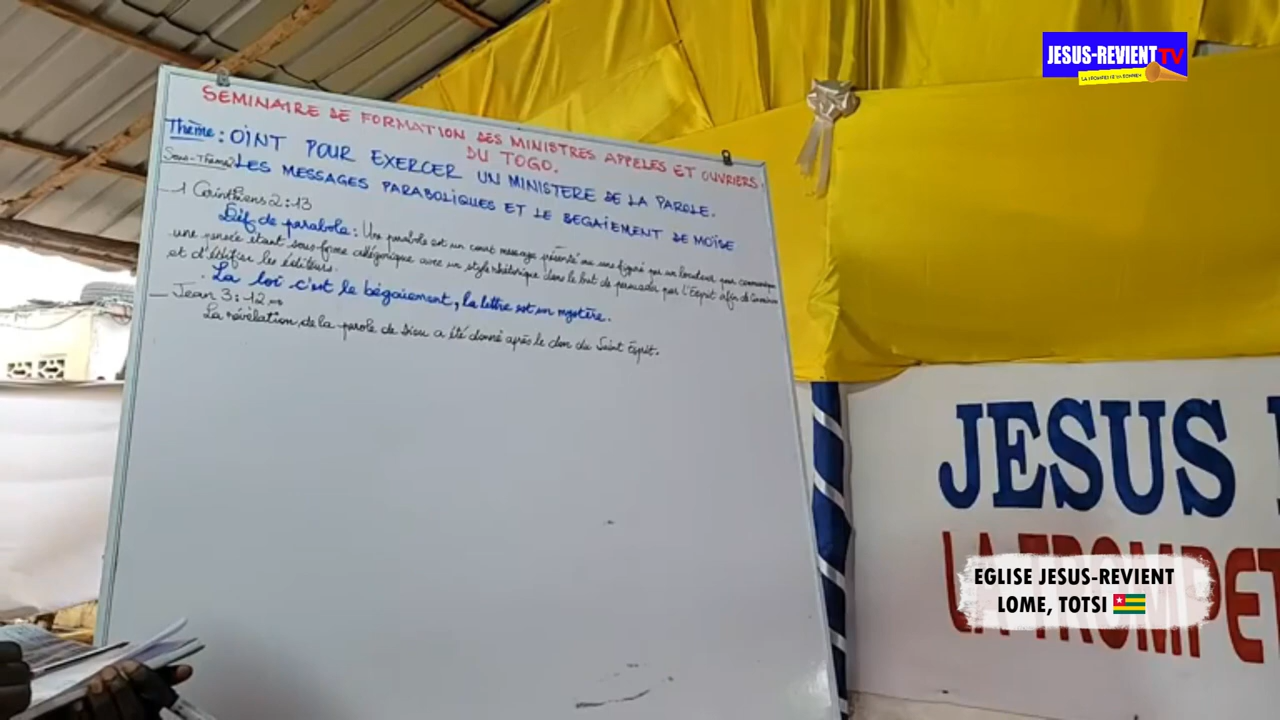 SEMINAIRE DE FORMATION DES MINISTRES APPELES ET OUVRIERS
DU TOGO.
Thème : OINT POUR EXERCER UN MINISTERE DE LA PAROLE.
Sous-Thème: LES MESSAGES PARABOLIQUES ET LE BEGAIEMENT DE MOÏSE
— 1 Corinthiens 2:13
Déf de parabole : Une parabole est un court message présenté ou une figuré par un locuteur pour communiquer
une pensée étant sous forme allégorique avec un style rhétorique dans le but de persuader par l'Esprit afin de
et d'édifier les éditeurs.
. La loi c'est le bégaiement, la lettre est un mystère.
— Jean 3:12
La révélation de la parole de Dieu a été donné après le don du Saint Esprit.
JESUS-REVIENT TV
JESUS
LA TROMPET
EGLISE JESUS-REVIENT
LOME, TOTSI